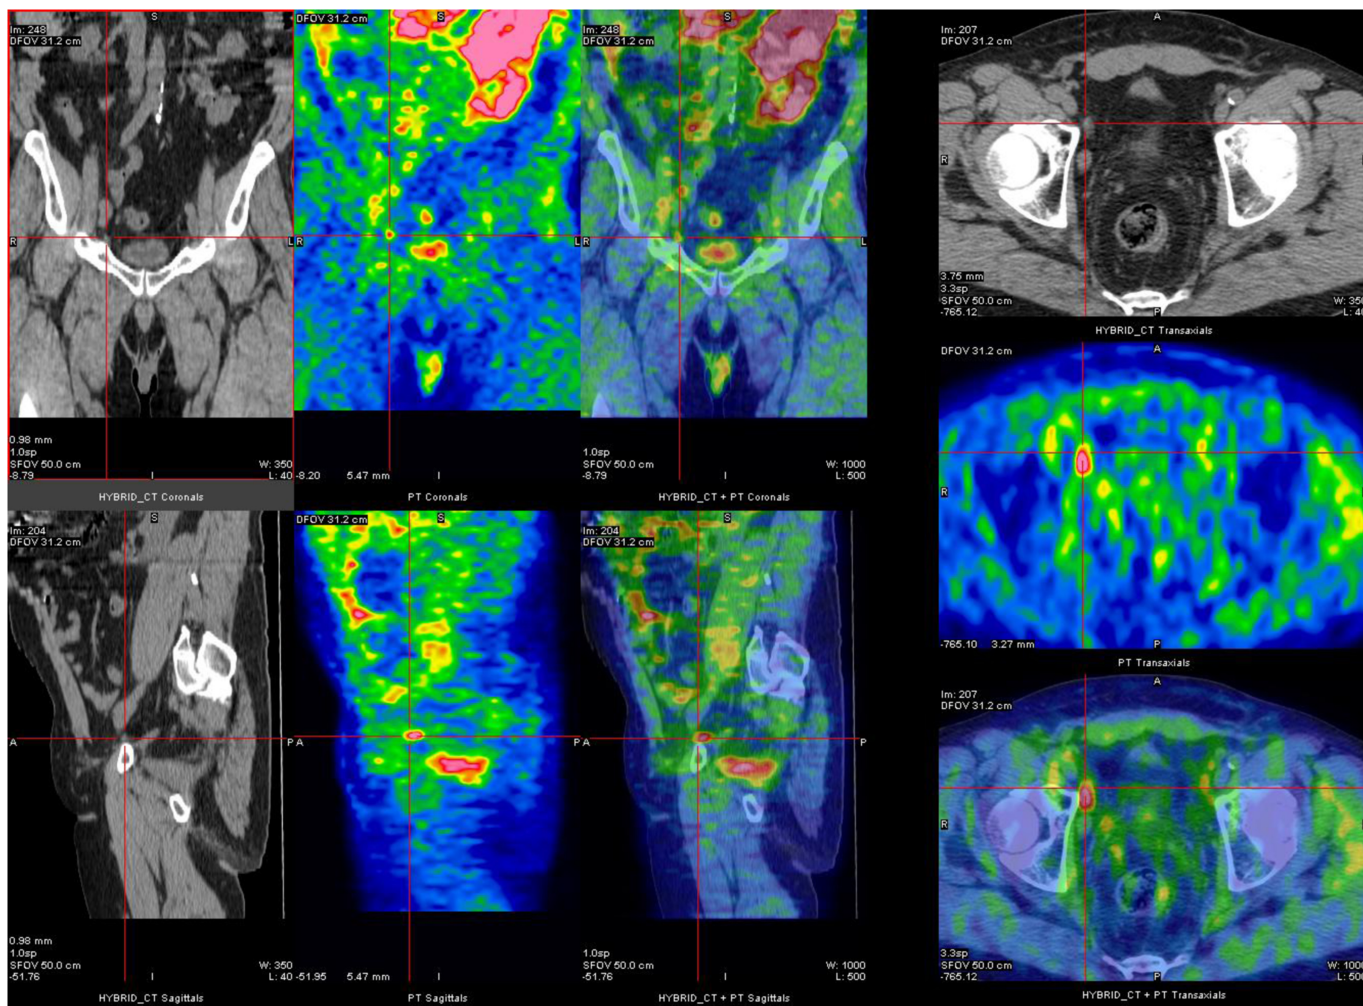 S
Im: 248
DFOV 31.2 cm
R
L
0.98 mm
1.0sp
SFOV 50.0 cm
-8.79
I
W: 350
L: 40
HYBRID_CT Coronals
DFOV 31.2 cm
S
R
L
-8.20
5.47 mm
I
PT Coronals
S
Im: 248
DFOV 31.2 cm
R
L
1.0sp
SFOV 50.0 cm
-8.79
I
W: 1000
L: 500
HYBRID_CT + PT Coronals
S
Im: 204
DFOV 31.2 cm
A
P
0.98 mm
1.0sp
SFOV 50.0 cm
-51.76
I
W: 350
L: 40
HYBRID_CT Sagittals
DFOV 31.2 cm
S
A
P
-51.95
5.47 mm
I
PT Sagittals
S
Im: 204
DFOV 31.2 cm
A
P
1.0sp
SFOV 50.0 cm
-51.76
I
W: 1000
L: 500
HYBRID_CT + PT Sagittals
A
Im: 207
DFOV 31.2 cm
R
L
3.75 mm
3.3sp
SFOV 50.0 cm
-765.12
P
W: 350
L: 40
HYBRID_CT Transaxials
DFOV 31.2 cm
A
R
-765.10
3.27 mm
P
PT Transaxials
A
Im: 207
DFOV 31.2 cm
R
3.3sp
SFOV 50.0 cm
-765.12
P
W: 1000
L: 500
HYBRID_CT + PT Transaxials